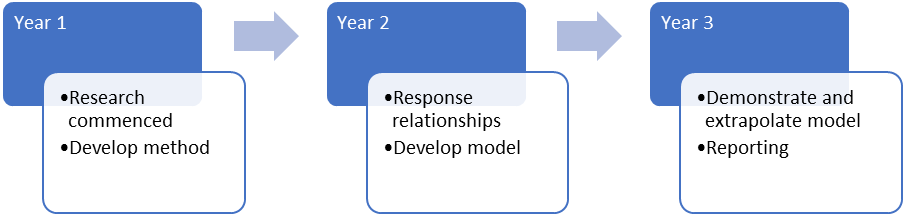 Year 1
•Research
commenced
•Develop method
Year 2
•Response
relationships
•Develop model
Year 3
•Demonstrate and
extrapolate model
•Reporting